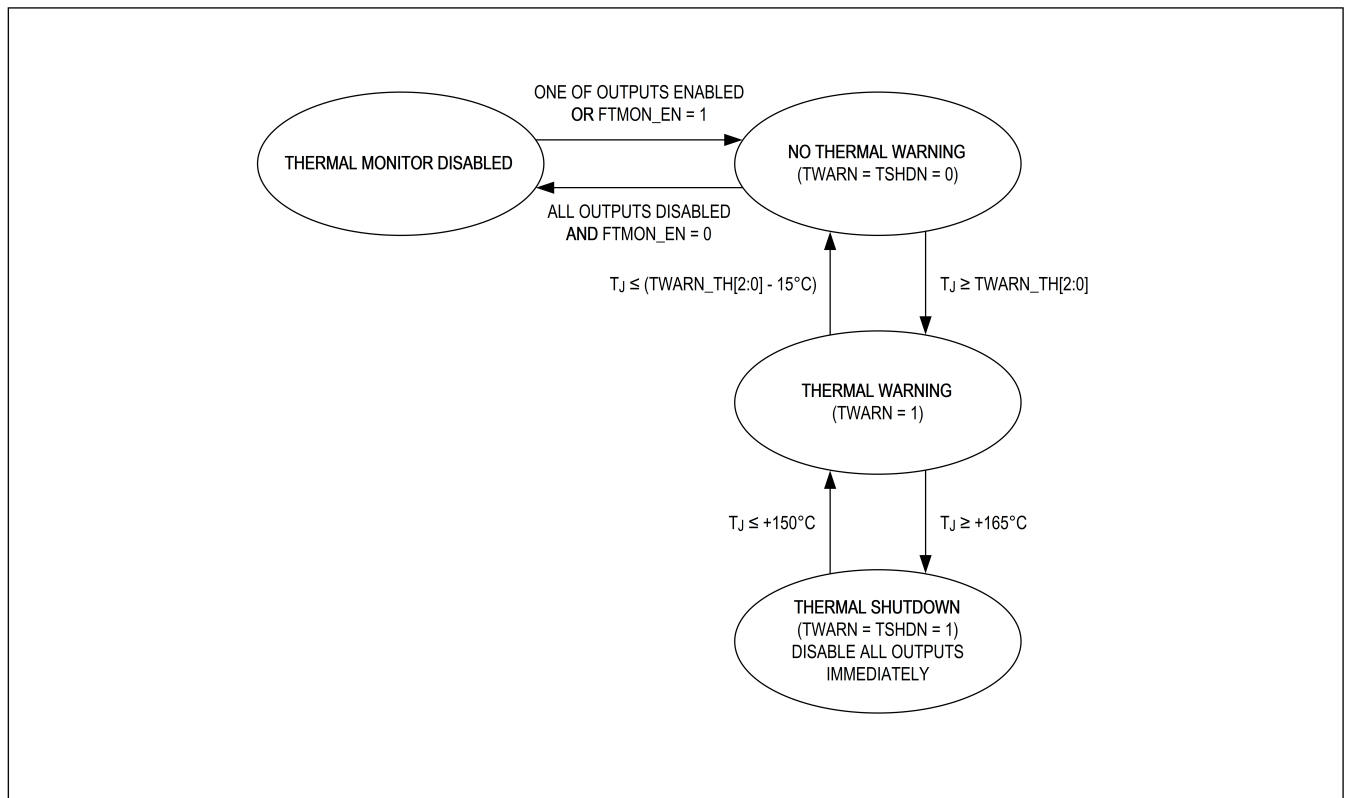 ONE OF OUTPUTS ENABLED
OR FTMON_EN = 1
THERMAL MONITOR DISABLED
NO THERMAL WARNING
(TWARN = TSHDN = 0)
ALL OUTPUTS DISABLED
AND FTMON_EN = 0
TJ ≤ (TWARN_TH[2:0] - 15°C)
TJ ≥ TWARN_TH[2:0]
THERMAL WARNING
(TWARN = 1)
TJ ≤ +150°C
TJ ≥ +165°C
THERMAL SHUTDOWN
(TWARN = TSHDN = 1)
DISABLE ALL OUTPUTS
IMMEDIATELY